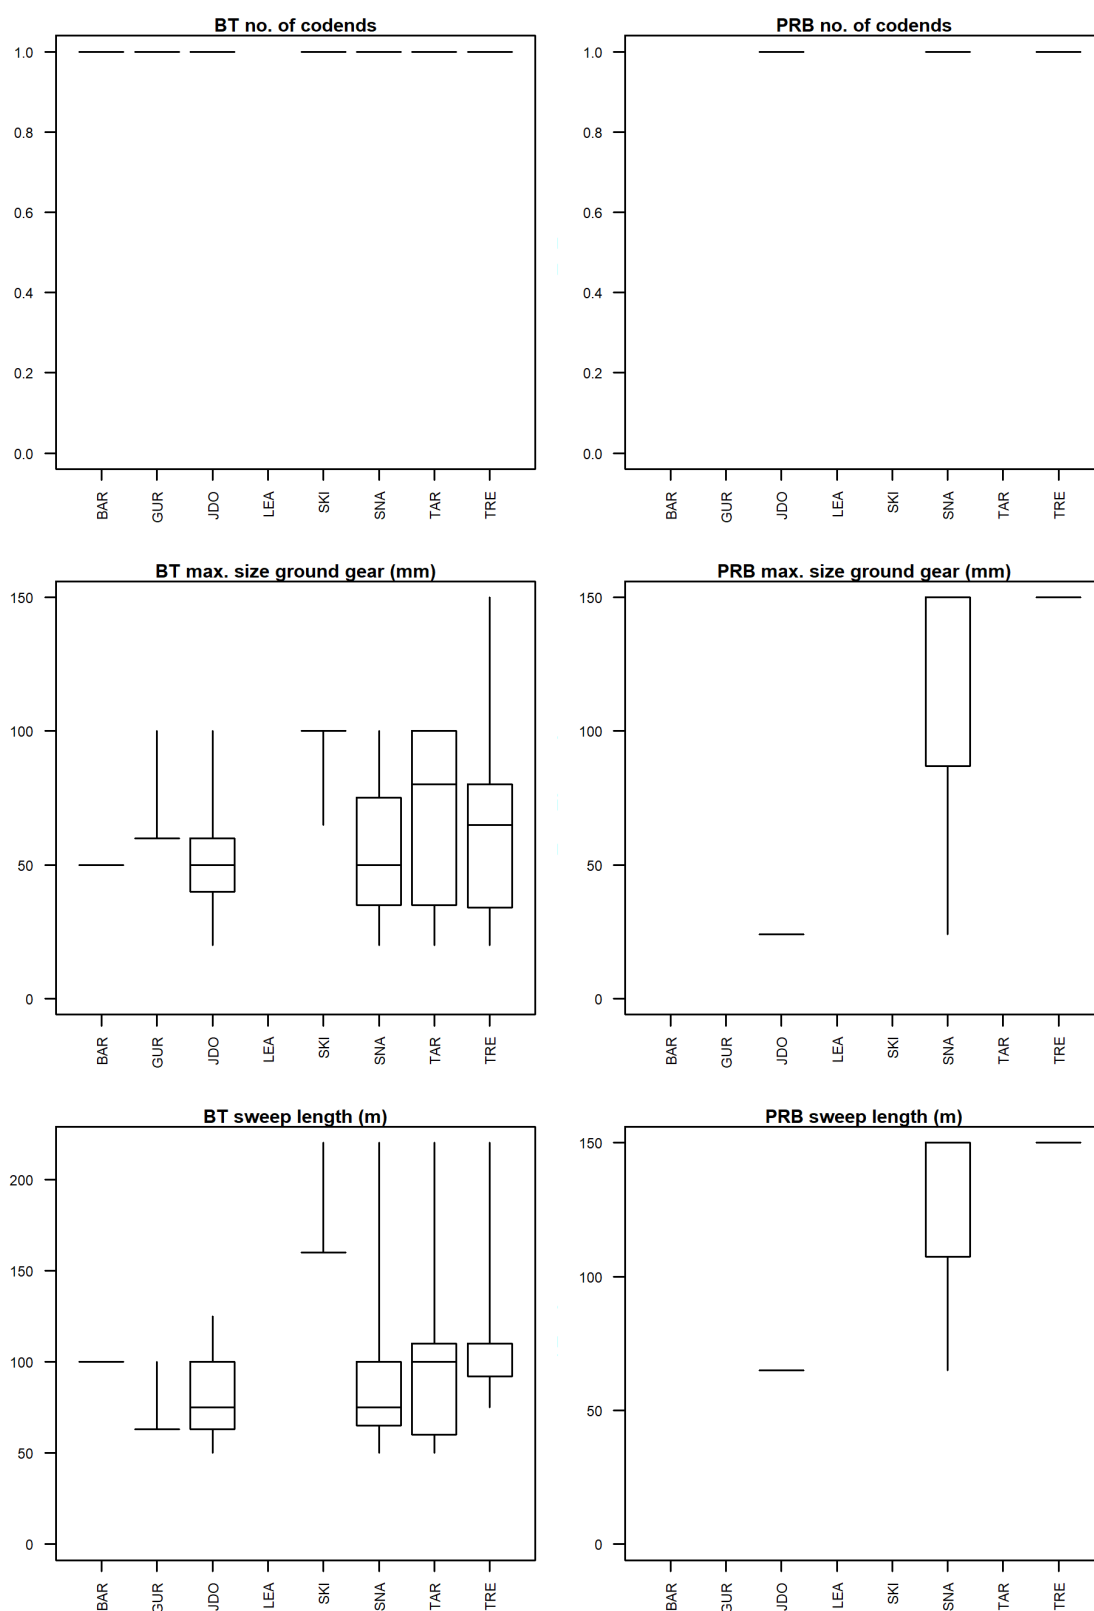 BT no. of codends
1.0
0.8
0.6
0.4
0.2
0.0
BAR GUR JDO LEA SKI SNA TAR TRE
PRB no. of codends
1.0
0.8
0.6
0.4
0.2
0.0
BAR GUR JDO LEA SKI SNA TAR TRE
BT max. size ground gear (mm)
150
100
50
0
BAR GUR JDO LEA SKI SNA TAR TRE
PRB max. size ground gear (mm)
150
100
50
0
BAR GUR JDO LEA SKI SNA TAR TRE
BT sweep length (m)
200
150
100
50
0
BAR GUR JDO LEA SKI SNA TAR TRE
PRB sweep length (m)
150
100
50
0
BAR GUR JDO LEA SKI SNA TAR TRE